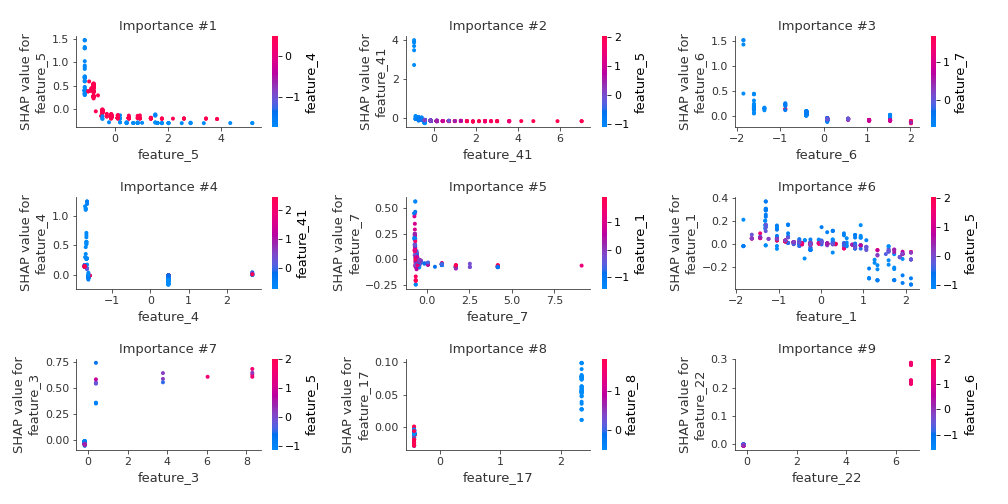 Importance #1
SHAP value for
feature_5
1.5
1.0
0.5
0.0
0
2
4
feature_5
0
−1
feature_4
Importance #2
SHAP value for
feature_41
4
2
0
0
2
4
6
feature_41
2
1
0
−1
feature_5
Importance #3
SHAP value for
feature_6
1.5
1.0
0.5
0.0
−2
−1
0
1
2
feature_6
1
0
feature_7
Importance #4
SHAP value for
feature_4
1.0
0.5
0.0
−1
0
1
2
feature_4
2
1
0
feature_41
Importance #5
SHAP value for
feature_7
0.50
0.25
0.00
−0.25
0.0
2.5
5.0
7.5
feature_7
1
0
−1
feature_1
Importance #6
SHAP value for
feature_1
0.4
0.2
0.0
−0.2
−2
−1
0
1
2
feature_1
2
1
0
−1
feature_5
Importance #7
SHAP value for
feature_3
0.75
0.50
0.25
0.00
0
2
4
6
8
feature_3
2
1
0
−1
feature_5
Importance #8
SHAP value for
feature_17
0.10
0.05
0.00
0
1
2
feature_17
1
0
feature_8
Importance #9
SHAP value for
feature_22
0.3
0.2
0.1
0.0
0
2
4
6
feature_22
2
1
0
−1
feature_6